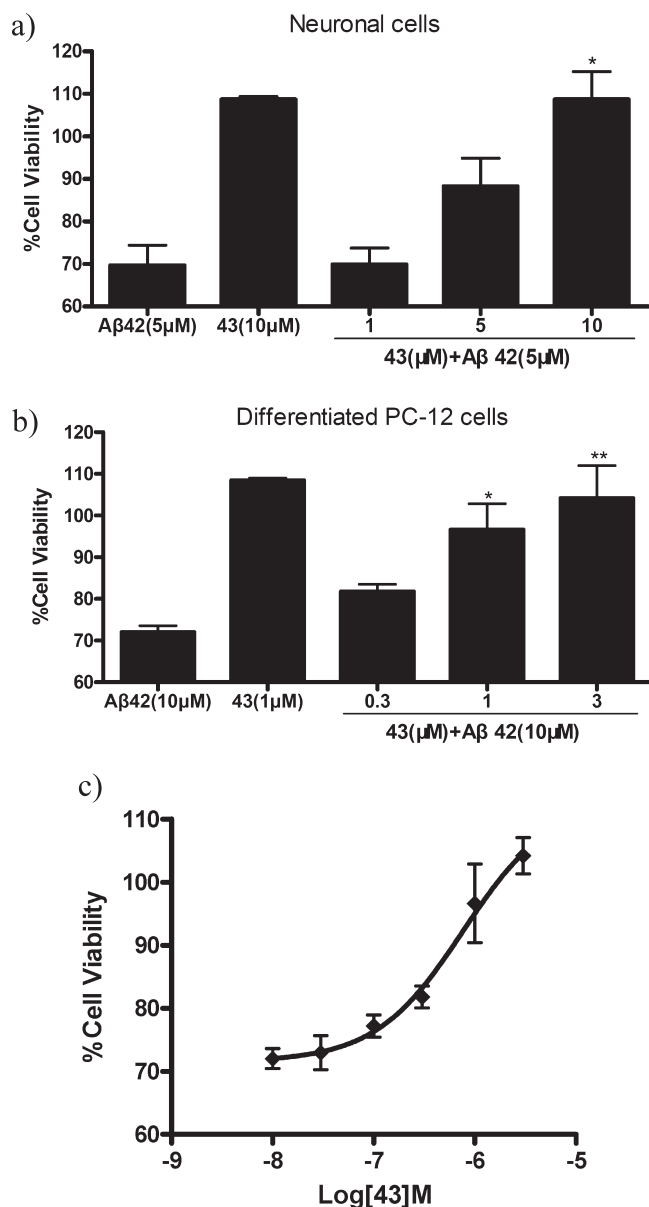 a)
Neuronal cells
120
110
100
90
80
70
60
%Cell Viability
*
Aβ42(5µM)
43(10µM)
1
5
10
43(µM)+Aβ 42(5µM)
b)
Differentiated PC-12 cells
120
110
100
90
80
70
60
%Cell Viability
*
**
Aβ42(10µM)
43(1µM)
0.3
1
3
43(µM)+Aβ 42(10µM)
c)
110
100
90
80
70
60
%Cell Viability
-9
-8
-7
-6
-5
Log[43]M